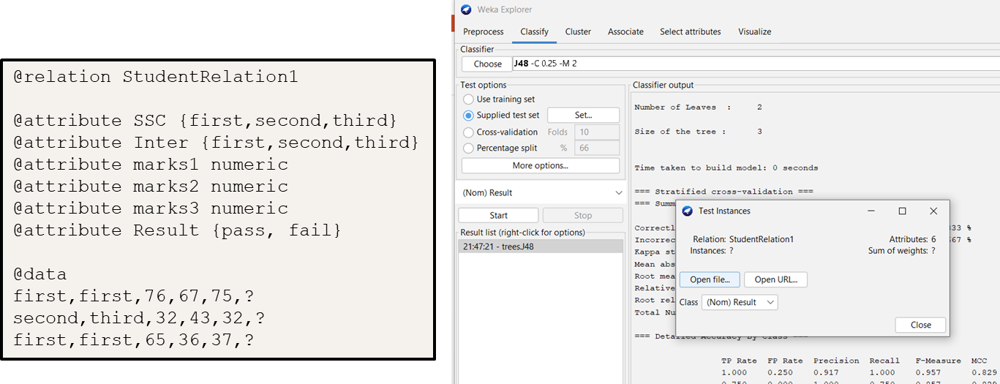 @relation StudentRelation1
@attribute SSC {first,second,third}
@attribute Inter {first,second,third}
@attribute marks1 numeric
@attribute marks2 numeric
@attribute marks3 numeric
@attribute Result {pass, fail}
@data
first,first,76,67,75,?
second,third,32,43,32,?
first,first,65,36,37,?
Weka Explorer
Preprocess Classify Cluster Associate Select attributes Visualize
Classifier
Choose J48 -C 0.25 -M 2
Test options
Use training set
Supplied test set Set...
Cross-validation Folds 10
Percentage split % 66
More options...
(Nom) Result
Start Stop
Result list (right-click for options)
21:47:21 - trees.J48
Classifier output
Number of Leaves : 2
Size of the tree : 3
Time taken to build model: 0 seconds
=== Stratified cross-validation ===
=== Summ
Correctl
Incorrec
Kappa st
Mean abs
Root mea
Relative
Root rel
Total Nu
=== Detailed Accuracy By Class ===
TP Rate FP Rate Precision Recall F-Measure MCC
1.000 0.250 0.917 1.000 0.957 0.829
Test Instances
Relation: StudentRelation1 Attributes: 6
Instances: ? Sum of weights: ?
Open file... Open URL...
Class (Nom) Result
Close